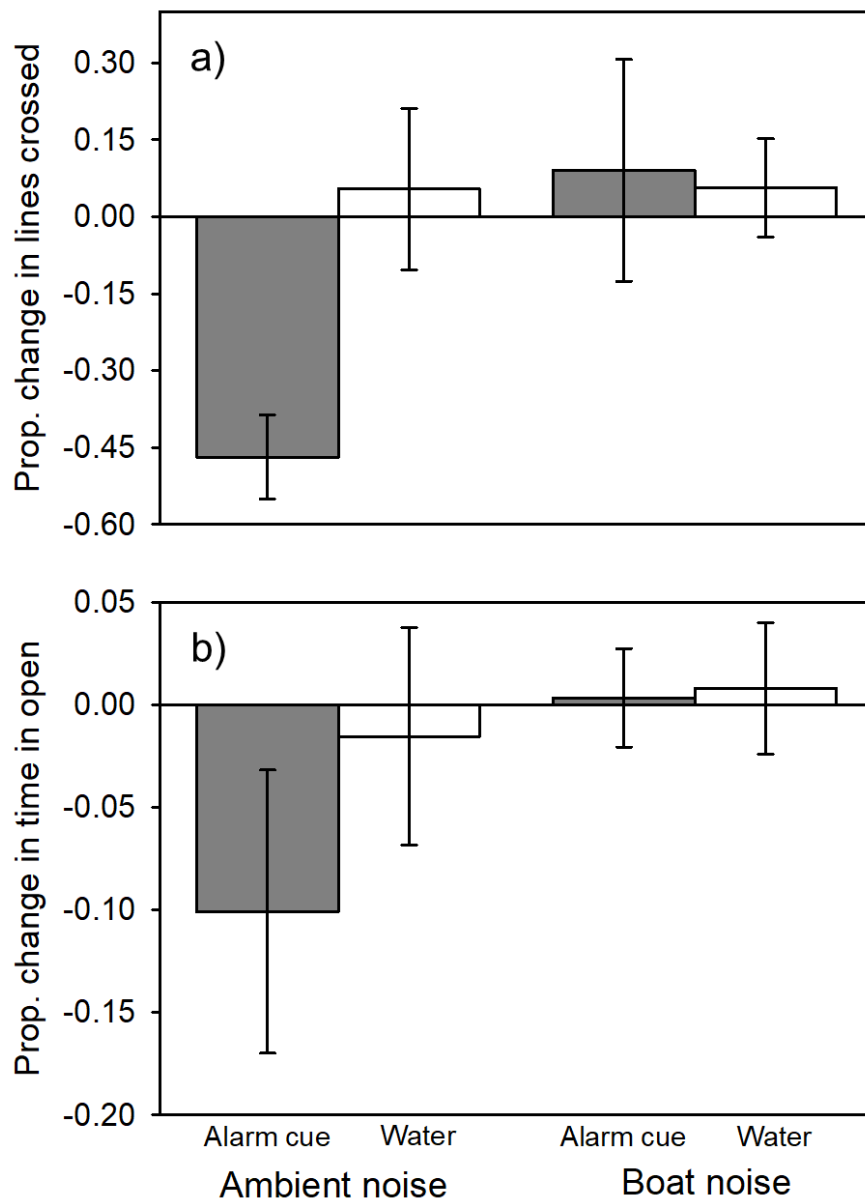 a)
Prop. change in lines crossed
0.30
0.15
0.00
-0.15
-0.30
-0.45
-0.60
b)
Prop. change in time in open
0.05
0.00
-0.05
-0.10
-0.15
-0.20
Alarm cue Water Alarm cue Water
Ambient noise Boat noise